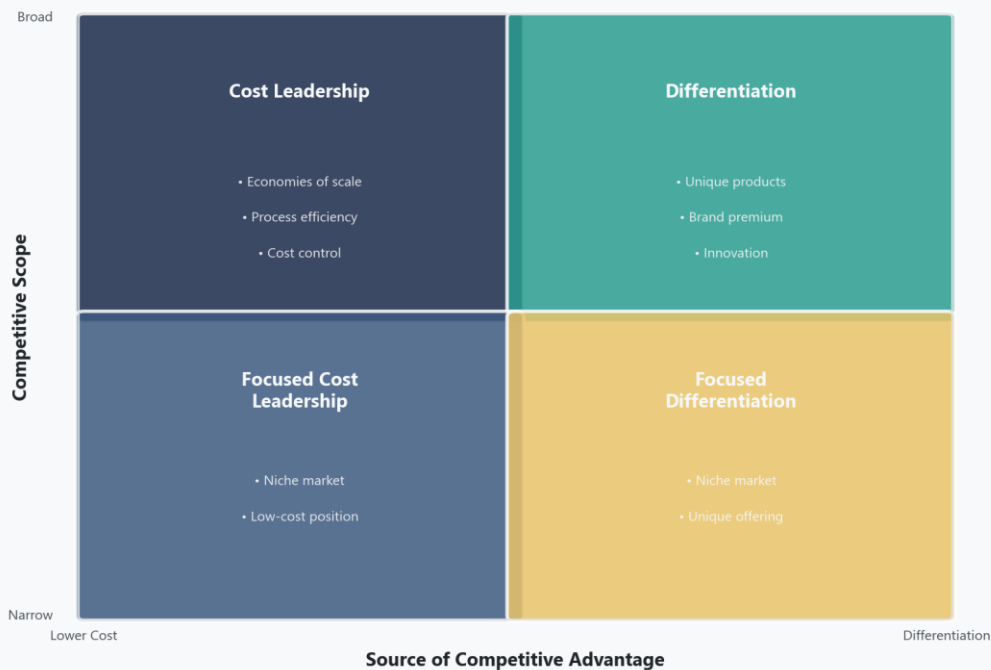 Broad
Cost Leadership
• Economies of scale
• Process efficiency
• Cost control
Differentiation
• Unique products
• Brand premium
• Innovation
Competitive Scope
Focused Cost
Leadership
• Niche market
• Low-cost position
Focused
Differentiation
• Niche market
• Unique offering
Narrow
Lower Cost
Differentiation
Source of Competitive Advantage